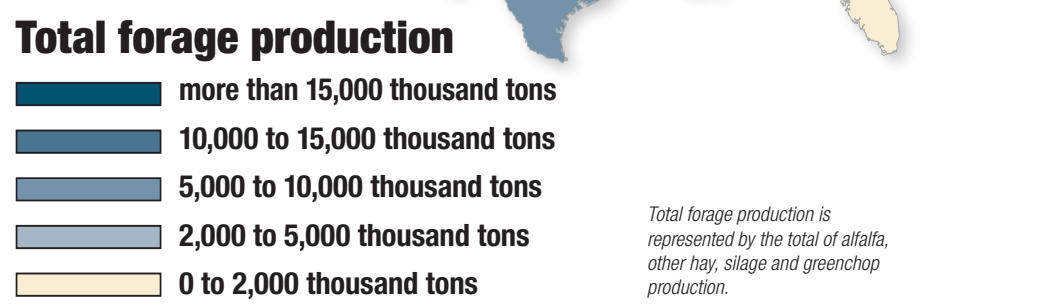 Total forage production
more than 15,000 thousand tons
10,000 to 15,000 thousand tons
5,000 to 10,000 thousand tons
2,000 to 5,000 thousand tons
0 to 2,000 thousand tons
Total forage production is
represented by the total of alfalfa,
other hay, silage and greenchop
production.